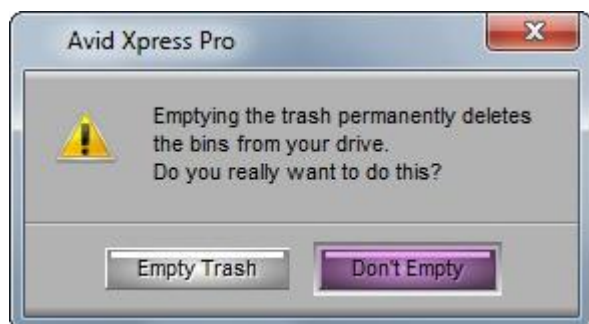 Avid Xpress Pro
Emptying the trash permanently deletes
the bins from your drive.
Do you really want to do this?
Empty Trash
Don't Empty